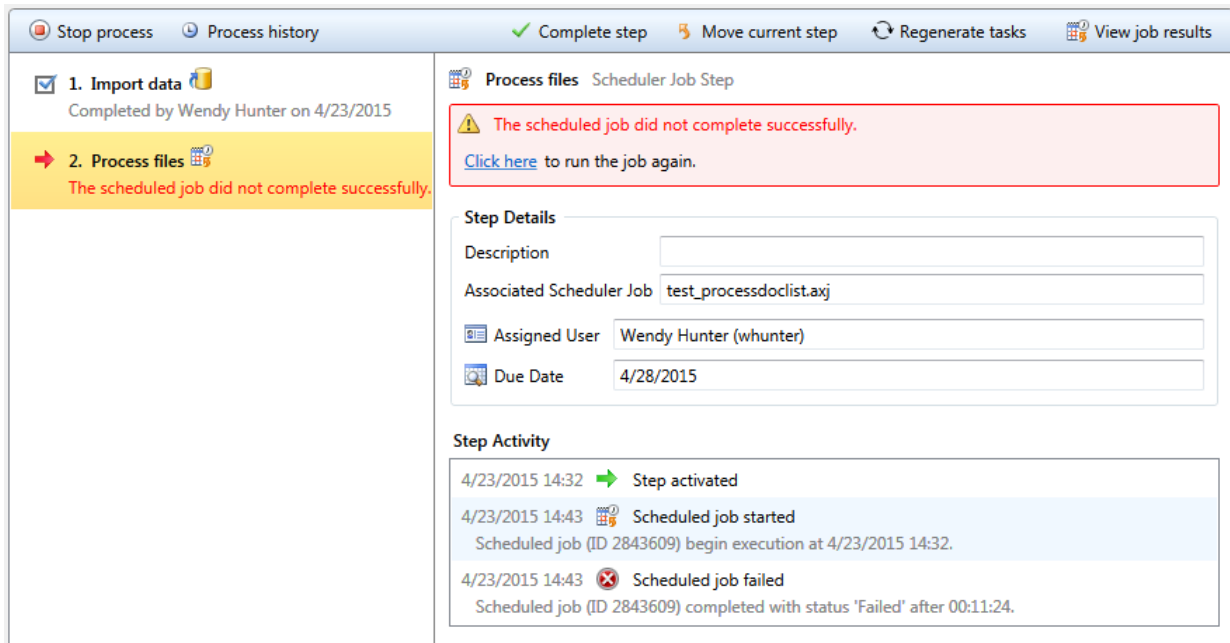 Stop process Process history Complete step Move current step Regenerate tasks View job results
1. Import data
Completed by Wendy Hunter on 4/23/2015
2. Process files
The scheduled job did not complete successfully.
Process files Scheduler Job Step
The scheduled job did not complete successfully.
Click here to run the job again.
Step Details
Description
Associated Scheduler Job test_processdoclist.axj
Assigned User Wendy Hunter (whunter)
Due Date 4/28/2015
Step Activity
4/23/2015 14:32 Step activated
4/23/2015 14:43 Scheduled job started
Scheduled job (ID 2843609) begin execution at 4/23/2015 14:32.
4/23/2015 14:43 Scheduled job failed
Scheduled job (ID 2843609) completed with status 'Failed' after 00:11:24.